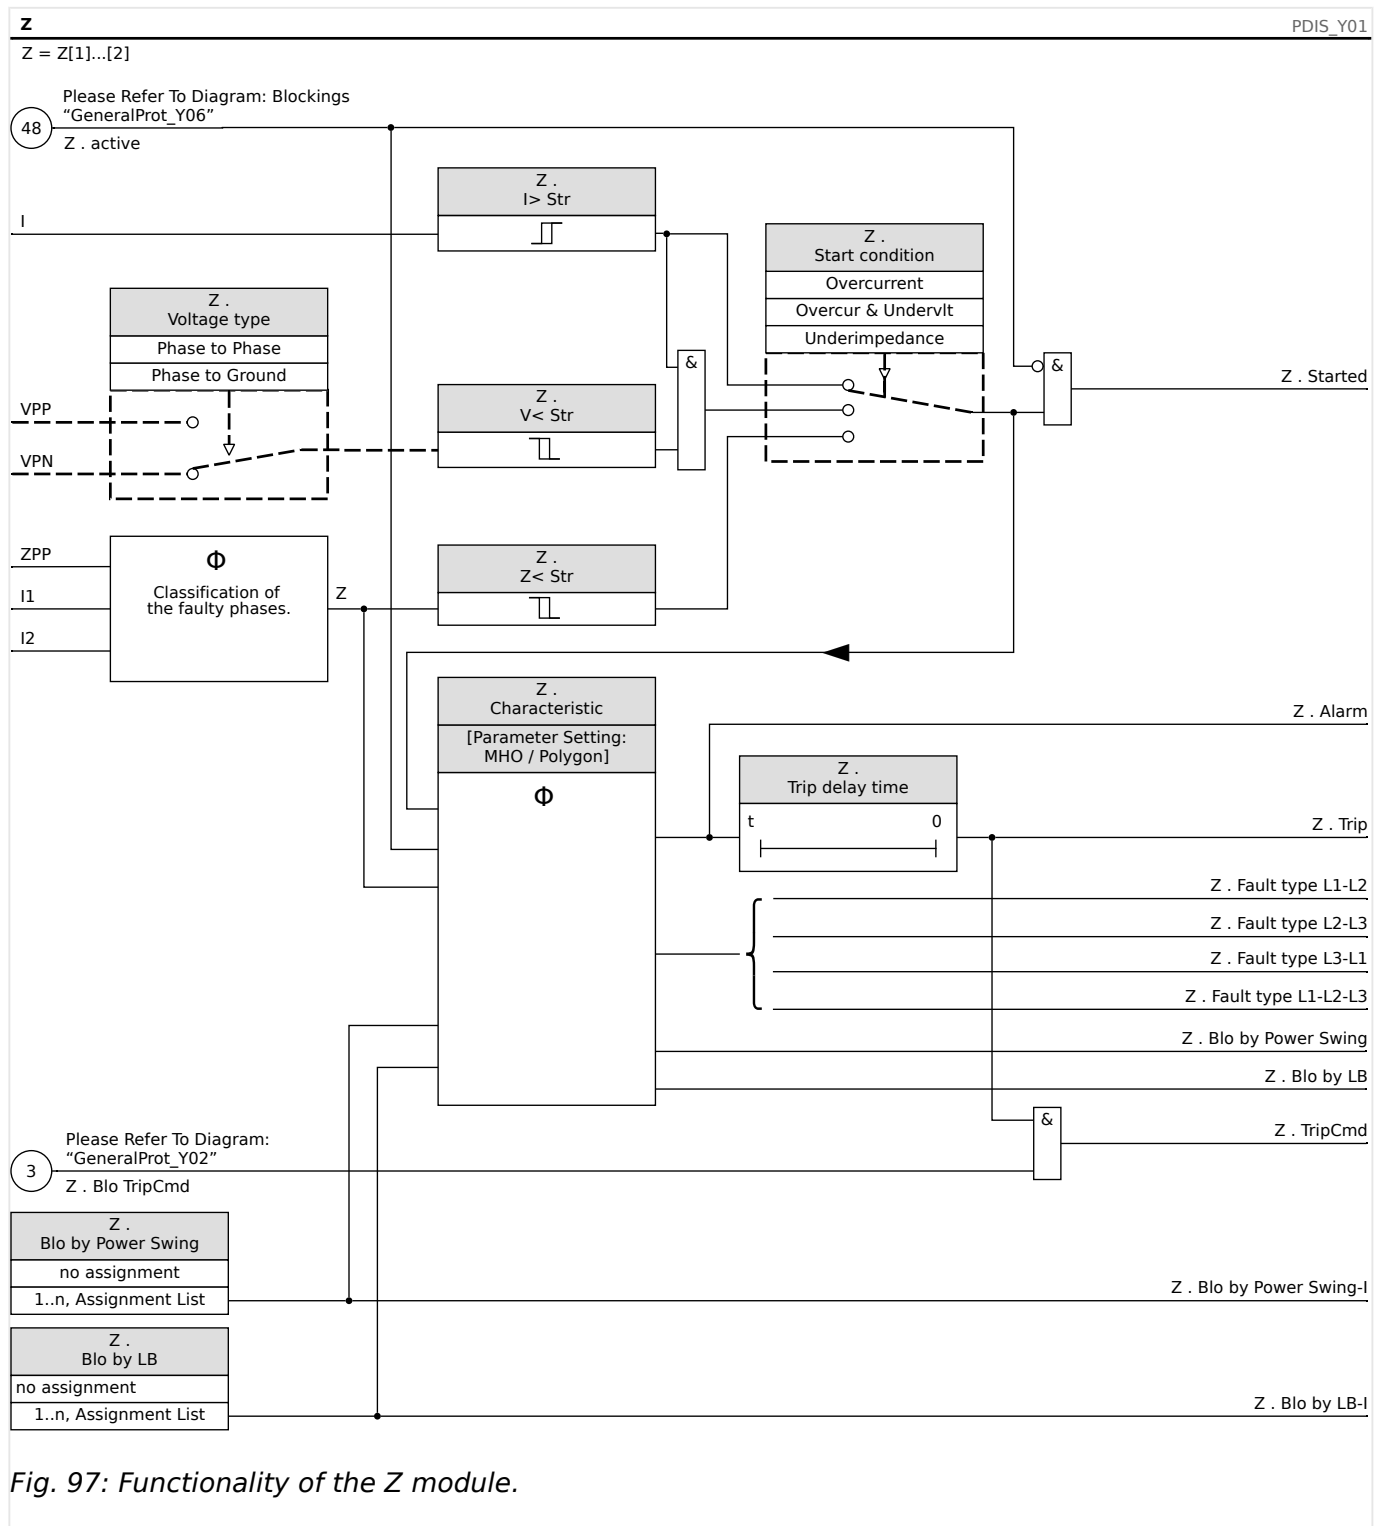 Z
PDIS_Y01
Z = Z[1]...[2]
Please Refer To Diagram: Blockings
“GeneralProt_Y06”
48
Z . active
I
Z .
I> Str
Z .
Start condition
Overcurrent
Overcur & Undervlt
Underimpedance
Z .
Voltage type
Phase to Phase
Phase to Ground
&
&
Z . Started
VPP
VPN
Z .
V< Str
ZPP
I1
I2
Φ
Classification of
the faulty phases.
Z
Z .
Z< Str
Z .
Characteristic
[Parameter Setting:
MHO / Polygon]
Φ
Z . Alarm
Z .
Trip delay time
t 0
Z . Trip
Z . Fault type L1-L2
Z . Fault type L2-L3
Z . Fault type L3-L1
Z . Fault type L1-L2-L3
Z . Blo by Power Swing
Z . Blo by LB
&
Z . TripCmd
Please Refer To Diagram:
“GeneralProt_Y02”
3
Z . Blo TripCmd
Z .
Blo by Power Swing
no assignment
1..n, Assignment List
Z . Blo by Power Swing-I
Z .
Blo by LB
no assignment
1..n, Assignment List
Z . Blo by LB-I
Fig. 97: Functionality of the Z module.